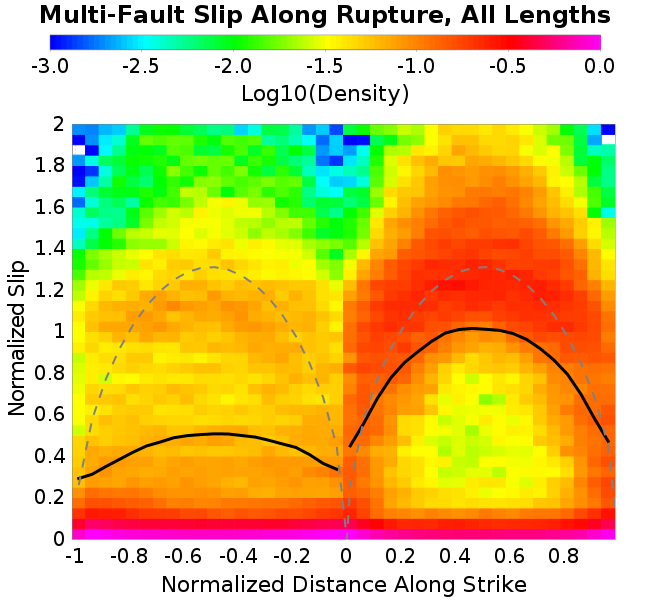 Multi-Fault Slip Along Rupture, All Lengths
-3.0 -2.5 -2.0 -1.5 -1.0 -0.5 0.0
Log10(Density)
2
1.8
1.6
1.4
1.2
1
0.8
0.6
0.4
0.2
0
Normalized Slip
-1 -0.8 -0.6 -0.4 -0.2 0 0.2 0.4 0.6 0.8
Normalized Distance Along Strike